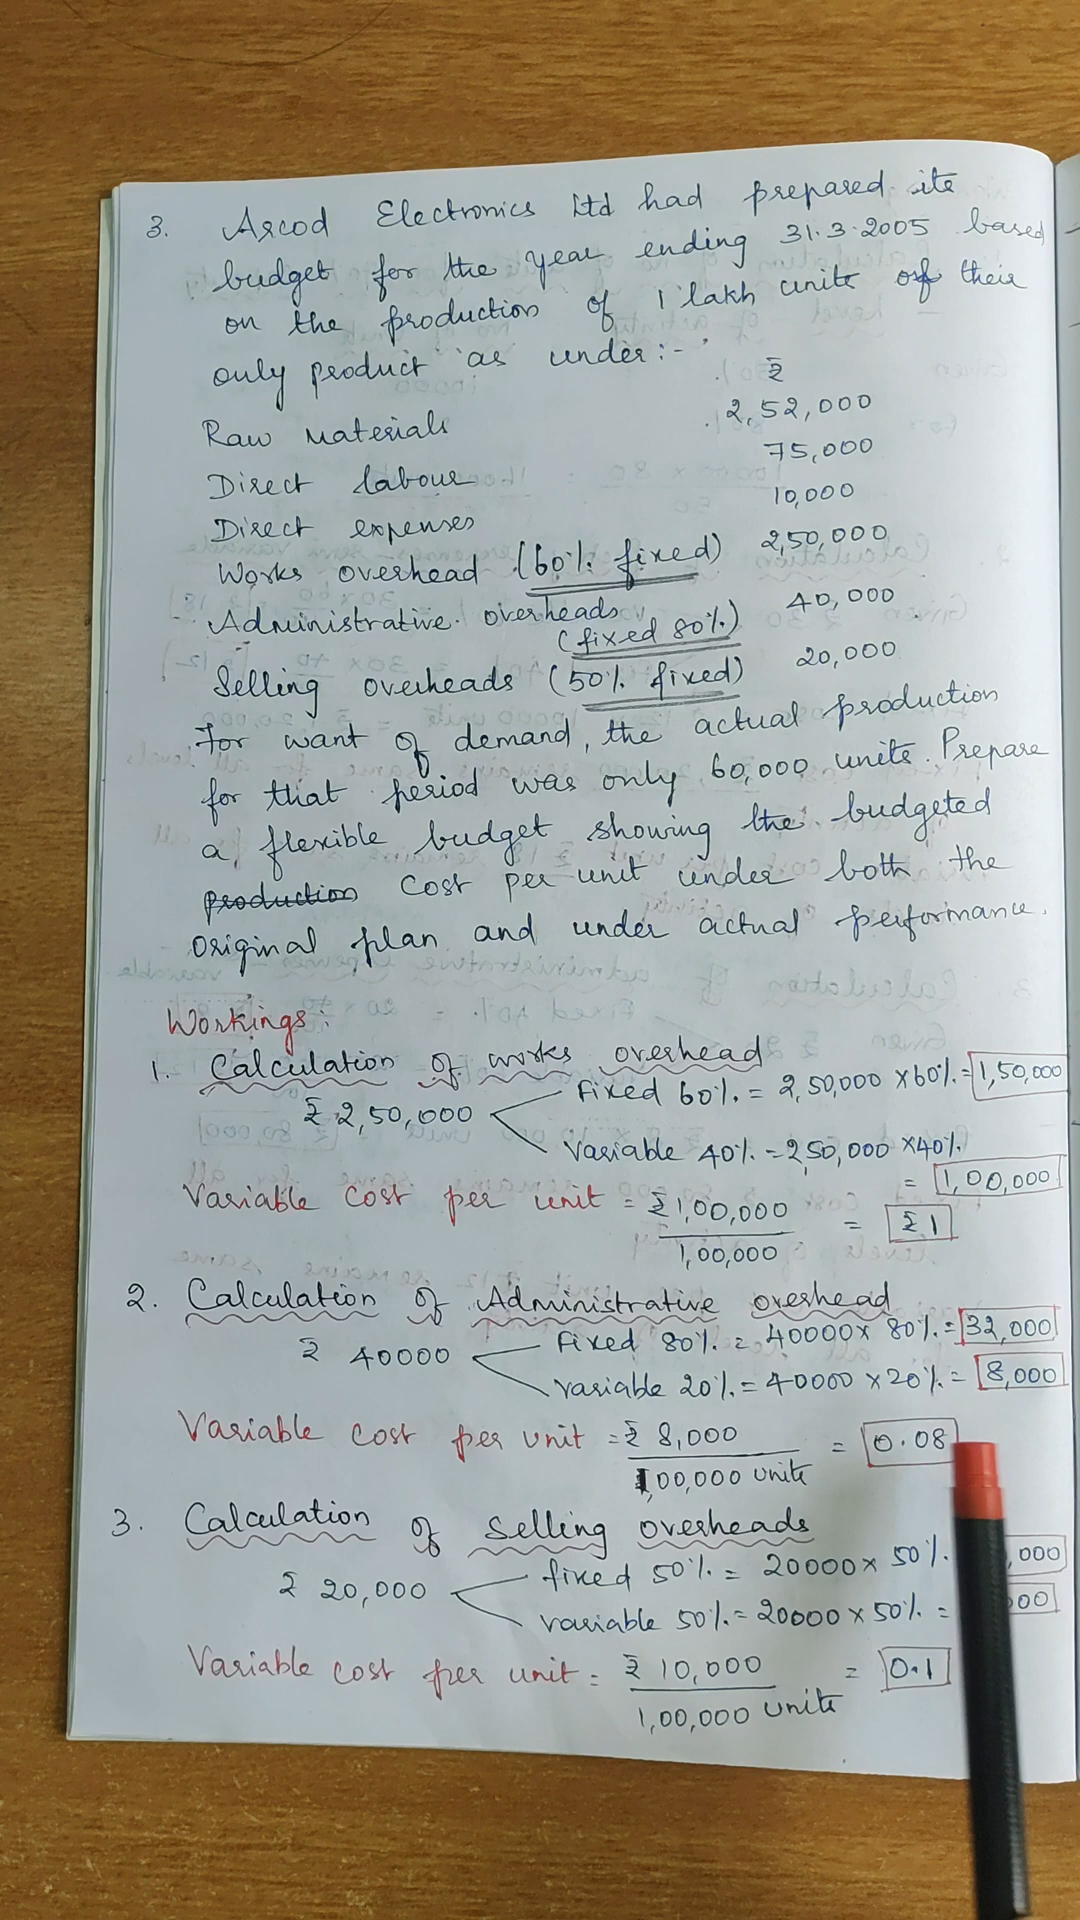 3. Arcod Electronics Ltd had prepared its
budget for the year ending 31.3.2005 based
on the production of 1 lakh units of their
only product as under:-
₹
Raw Materials 2,52,000
Direct labour 75,000
Direct expenses 10,000
Works overhead (60% fixed) 2,50,000
Administrative overheads 40,000
(fixed 80%)
Selling overheads (50% fixed) 20,000
For want of demand, the actual production
for that period was only 60,000 units. Prepare
a flexible budget showing the budgeted
production cost per unit under both the
original plan and under actual performance.
Workings:
1. Calculation of works overhead
₹ 2,50,000
Fixed 60% = 2,50,000 × 60% = 1,50,000
Variable 40% = 2,50,000 × 40%
= 1,00,000
Variable cost per unit = ₹ 1,00,000 / 1,00,000 = ₹ 1
2. Calculation of Administrative overhead
₹ 40000
Fixed 80% = 40000 × 80% = 32,000
Variable 20% = 40000 × 20% = 8,000
Variable cost per unit = ₹ 8,000 / 1,00,000 units = 0.08
3. Calculation of Selling overheads
₹ 20,000
fixed 50% = 20000 × 50% ,000
Variable 50% = 20000 × 50% = 000
Variable cost per unit = ₹ 10,000 / 1,00,000 units = 0.1